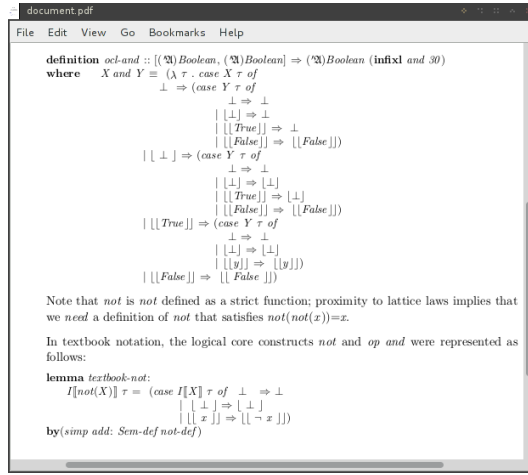 document.pdf
File Edit View Go Bookmarks Help
definition ocl-and :: [('𝔄)Boolean, ('𝔄)Boolean] ⇒ ('𝔄)Boolean (infixl and 30)
where X and Y ≡ (λ τ . case X τ of
⊥ ⇒ (case Y τ of
⊥ ⇒ ⊥
| ⌊⊥⌋ ⇒ ⊥
| ⌊⌊True⌋⌋ ⇒ ⊥
| ⌊⌊False⌋⌋ ⇒ ⌊⌊False⌋⌋)
| ⌊ ⊥ ⌋ ⇒ (case Y τ of
⊥ ⇒ ⊥
| ⌊⊥⌋ ⇒ ⌊⊥⌋
| ⌊⌊True⌋⌋ ⇒ ⌊⊥⌋
| ⌊⌊False⌋⌋ ⇒ ⌊⌊False⌋⌋)
| ⌊⌊True⌋⌋ ⇒ (case Y τ of
⊥ ⇒ ⊥
| ⌊⊥⌋ ⇒ ⌊⊥⌋
| ⌊⌊y⌋⌋ ⇒ ⌊⌊y⌋⌋)
| ⌊⌊False⌋⌋ ⇒ ⌊⌊ False ⌋⌋)
Note that not is not defined as a strict function; proximity to lattice laws implies that
we need a definition of not that satisfies not(not(x))=x.
In textbook notation, the logical core constructs not and op and were represented as
follows:
lemma textbook-not:
I⟦not(X)⟧ τ = (case I⟦X⟧ τ of ⊥ ⇒ ⊥
| ⌊ ⊥ ⌋ ⇒ ⌊ ⊥ ⌋
| ⌊⌊ x ⌋⌋ ⇒ ⌊⌊ ¬ x ⌋⌋)
by(simp add: Sem-def not-def)